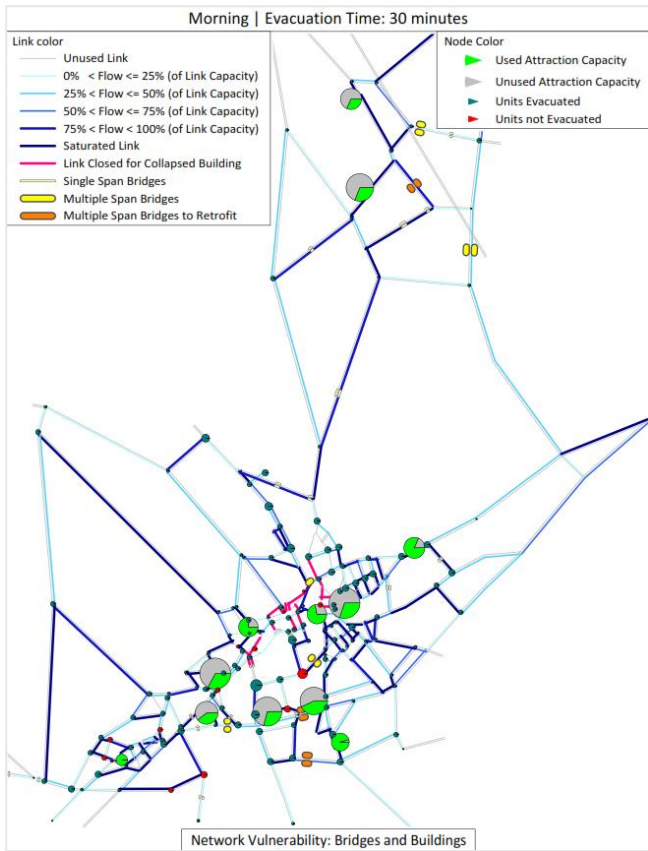 Morning | Evacuation Time: 30 minutes
Link color
Unused Link
0% < Flow <= 25% (of Link Capacity)
25% < Flow <= 50% (of Link Capacity)
50% < Flow <= 75% (of Link Capacity)
75% < Flow < 100% (of Link Capacity)
Saturated Link
Link Closed for Collapsed Building
Single Span Bridges
Multiple Span Bridges
Multiple Span Bridges to Retrofit
Node Color
Used Attraction Capacity
Unused Attraction Capacity
Units Evacuated
Units not Evacuated
Network Vulnerability: Bridges and Buildings